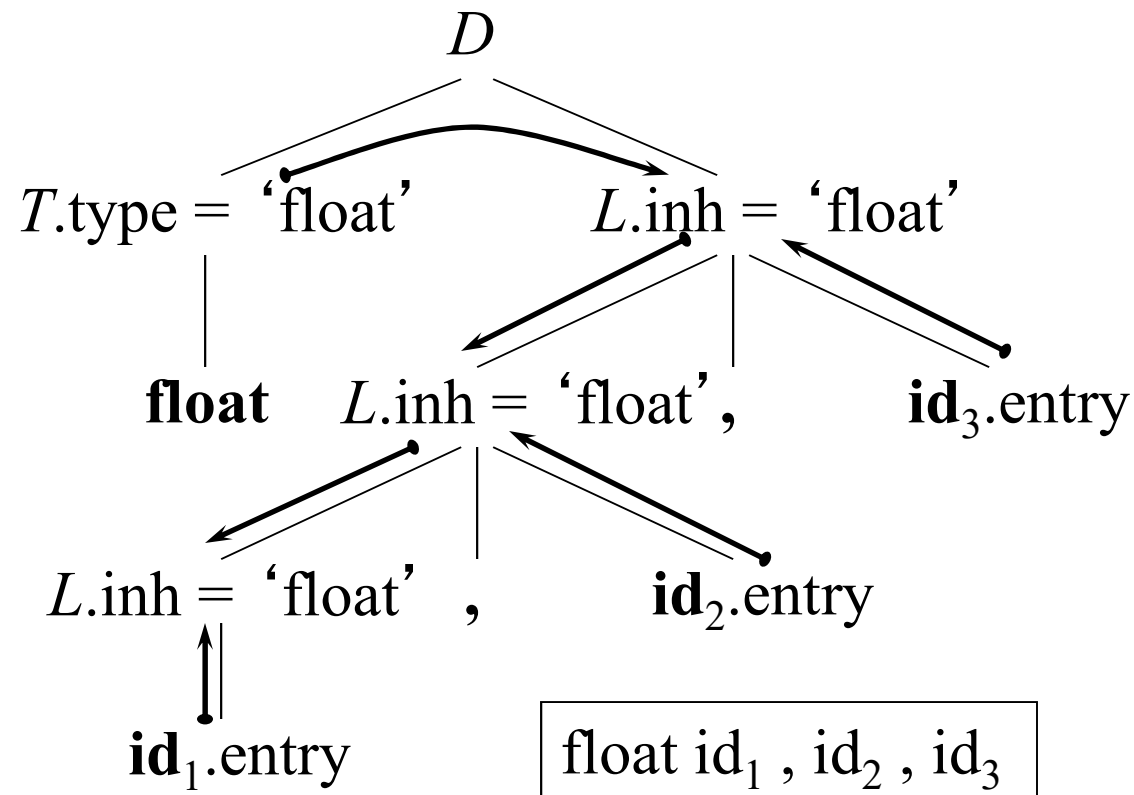 D
T.type = ‘float’ L.inh = ‘float’
float L.inh = ‘float’ , id₃.entry
L.inh = ‘float’ , id₂.entry
id₁.entry
float id₁ , id₂ , id₃